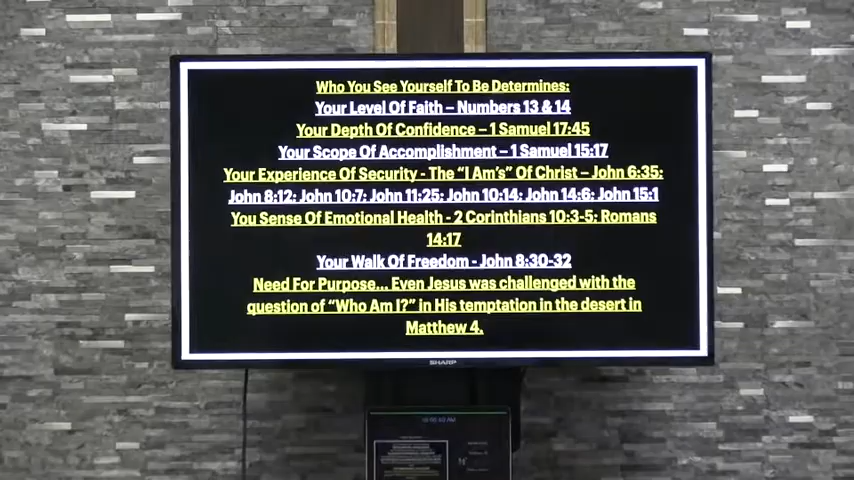 Who You See Yourself To Be Determines:
Your Level Of Faith – Numbers 13 & 14
Your Depth Of Confidence – 1 Samuel 17:45
Your Scope Of Accomplishment – 1 Samuel 15:17
Your Experience Of Security - The “I Am’s” Of Christ – John 6:35;
John 8:12; John 10:7; John 11:25; John 10:14; John 14:6; John 15:1
You Sense Of Emotional Health - 2 Corinthians 10:3-5; Romans
14:17
Your Walk Of Freedom - John 8:30-32
Need For Purpose... Even Jesus was challenged with the
question of “Who Am I?” in His temptation in the desert in
Matthew 4.
SHARP